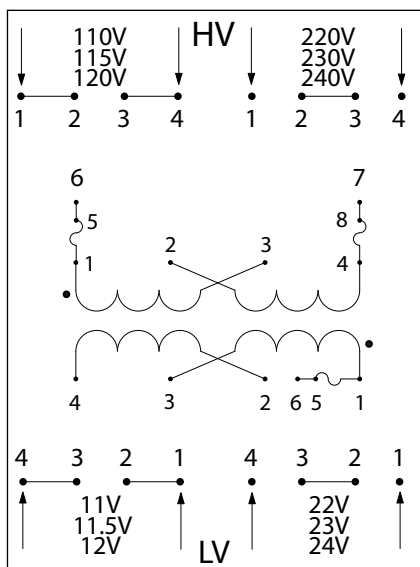 HV
110V 220V
115V 230V
120V 240V
1 2 3 4 1 2 3 4
6 7
5 8
2 3
1 4
4 3 2 6 5 1
4 3 2 1 4 3 2 1
11V 22V
11.5V 23V
12V 24V
LV